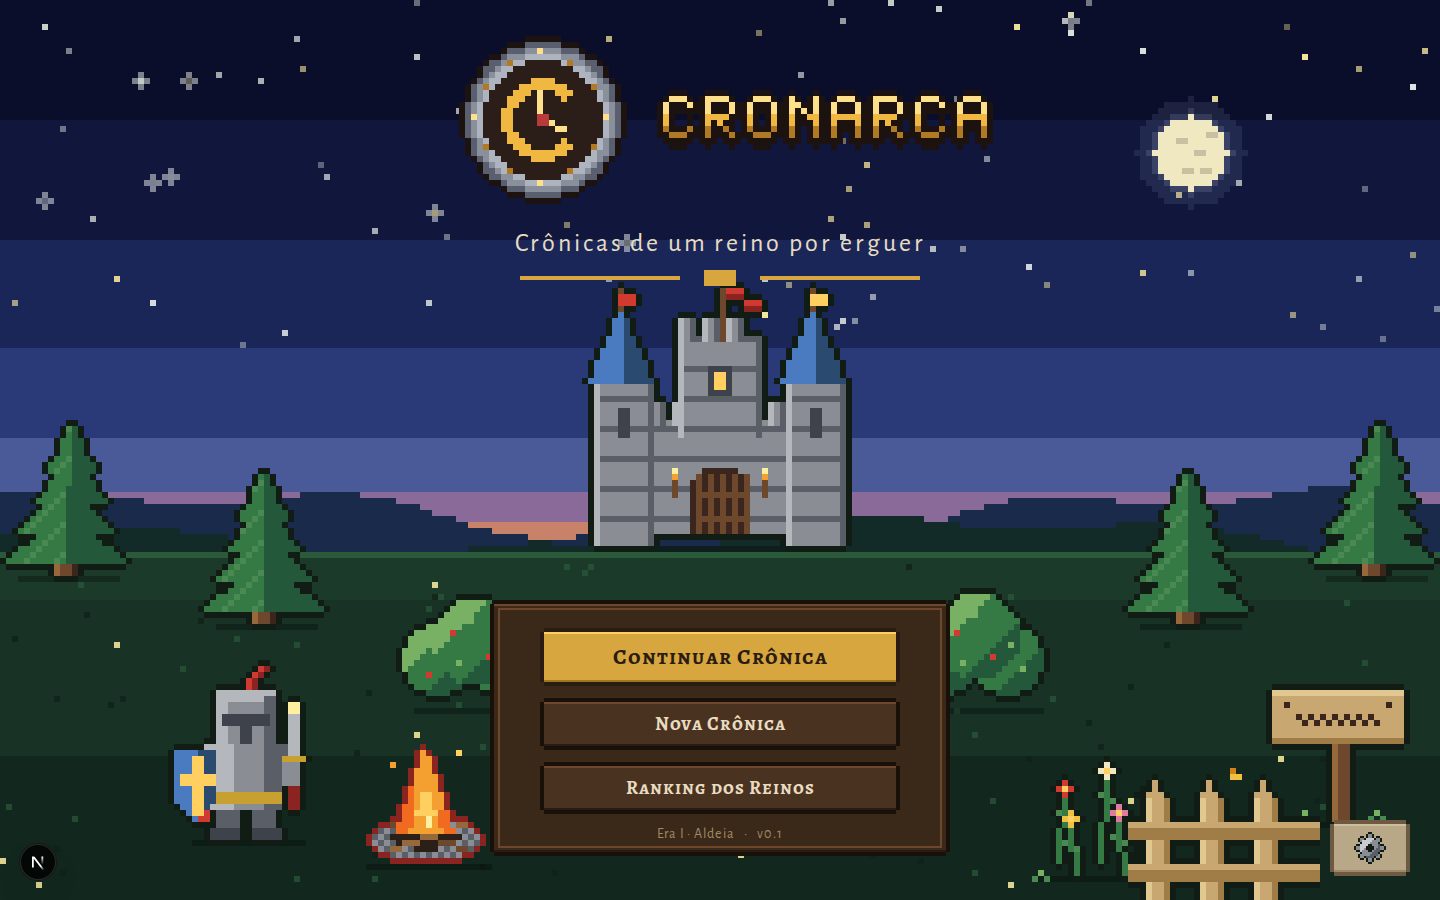 CRONARCA
Crônicas de um reino por erguer
Continuar Crônica
Nova Crônica
Ranking dos Reinos
Era I · Aldeia · v0.1
N